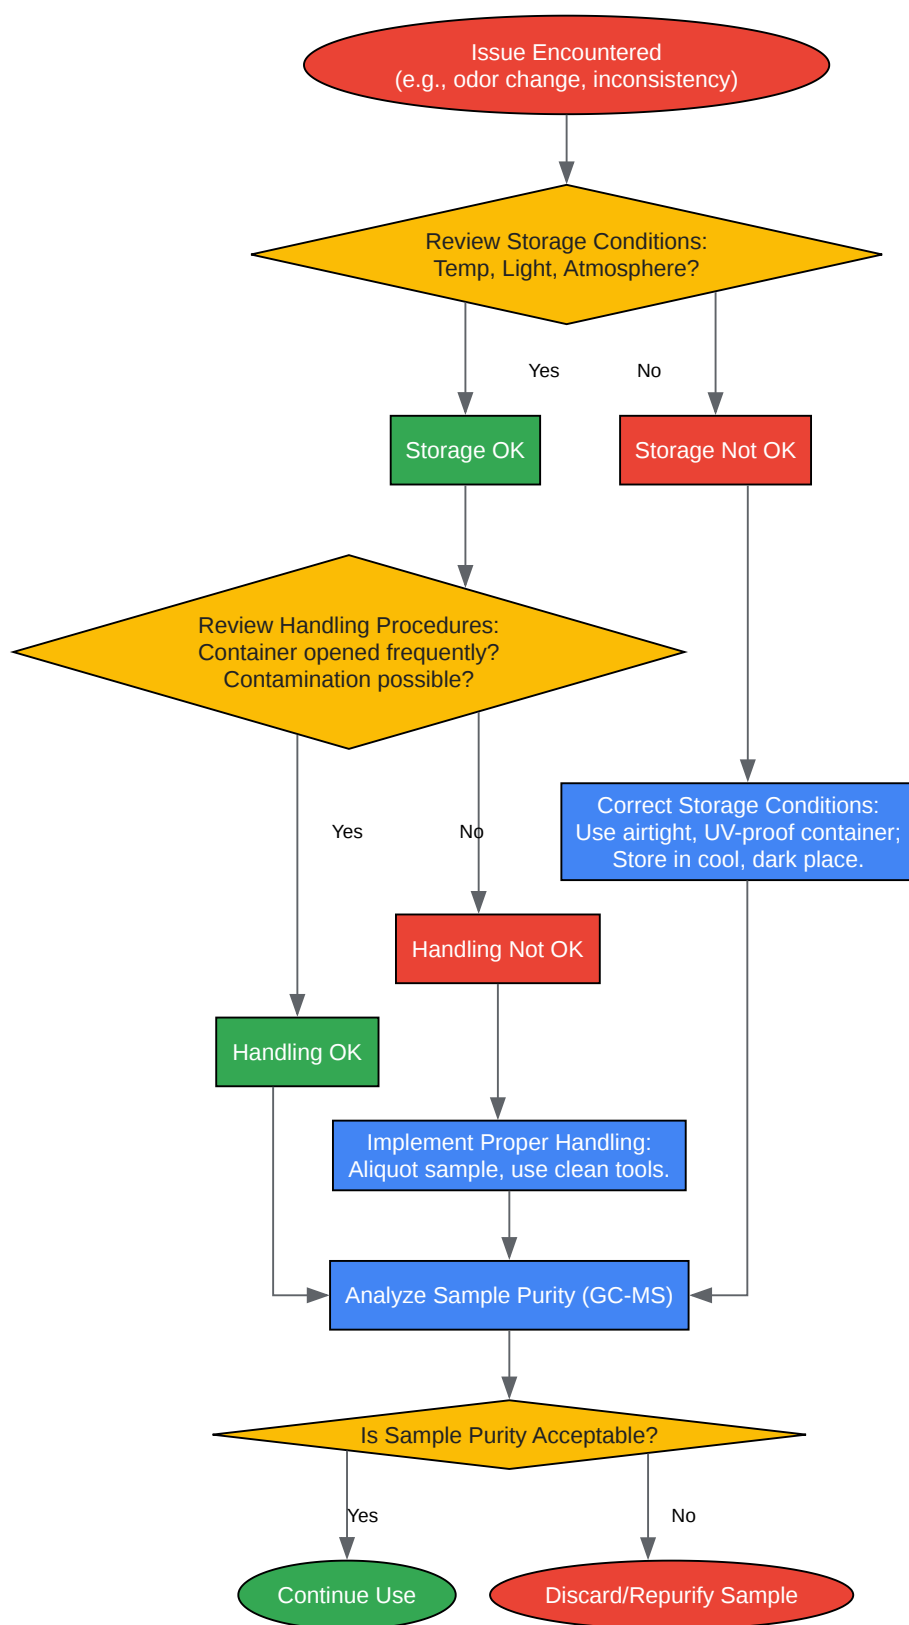 Issue Encountered
(e.g., odor change, inconsistency)
Review Storage Conditions:
Temp, Light, Atmosphere?
Yes
No
Storage OK
Storage Not OK
Review Handling Procedures:
Container opened frequently?
Contamination possible?
Yes
No
Correct Storage Conditions:
Use airtight, UV-proof container;
Store in cool, dark place.
Handling Not OK
Handling OK
Implement Proper Handling:
Aliquot sample, use clean tools.
Analyze Sample Purity (GC-MS)
Is Sample Purity Acceptable?
Yes
No
Continue Use
Discard/Repurify Sample